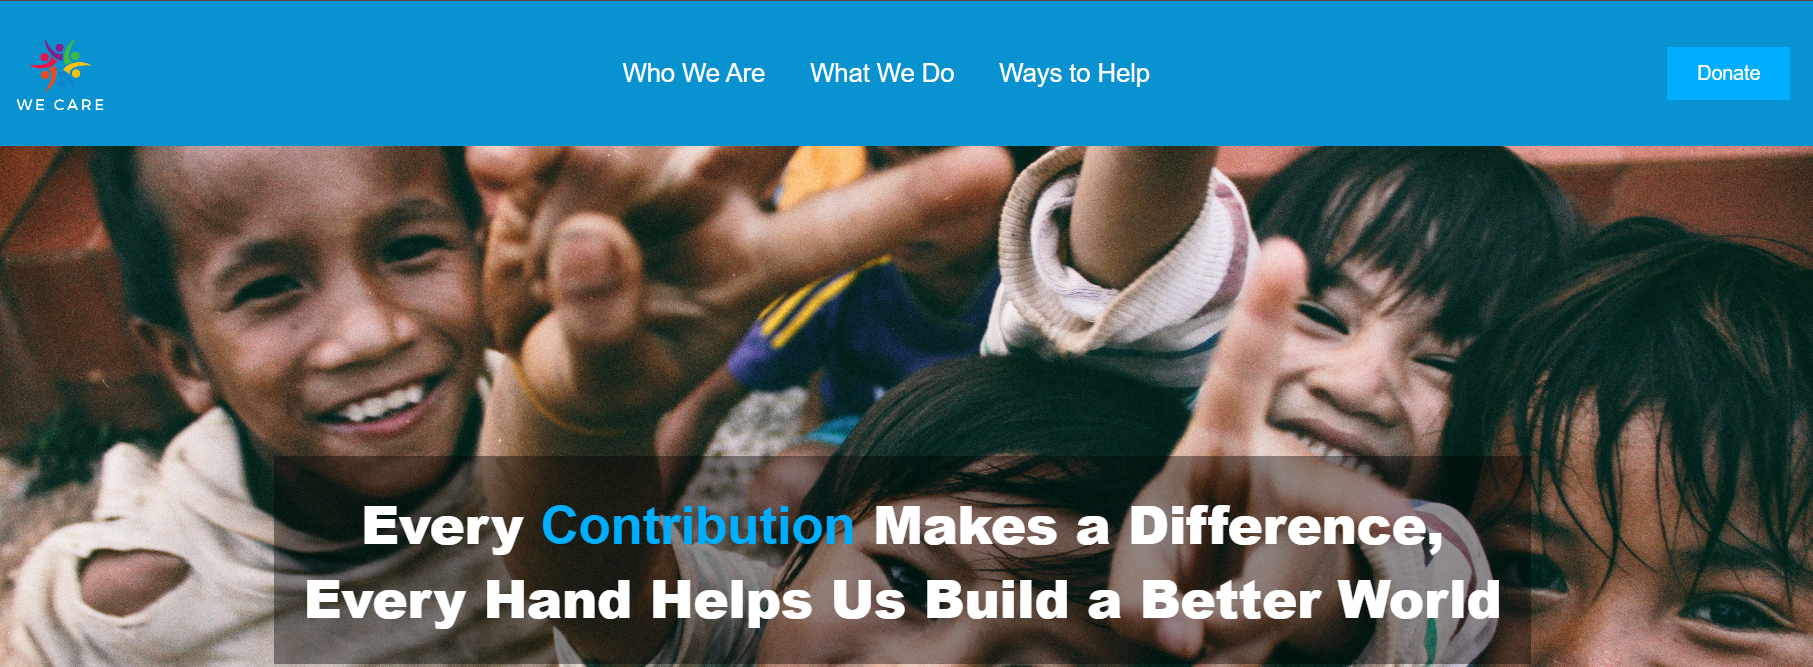 WE CARE
Who We Are
What We Do
Ways to Help
Donate
Every Contribution Makes a Difference,
Every Hand Helps Us Build a Better World